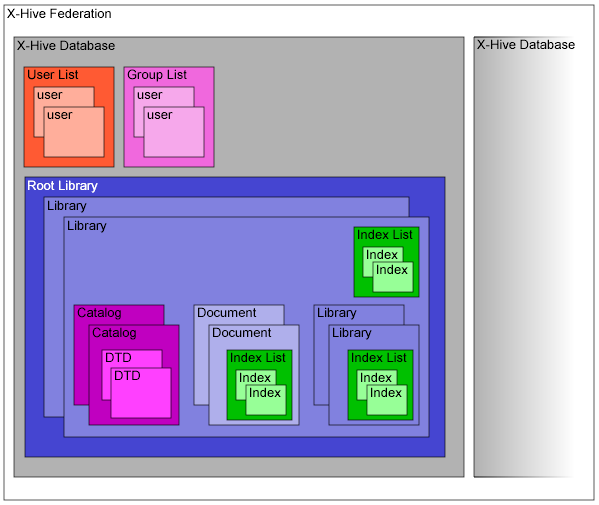 X-Hive Federation
X-Hive Database
X-Hive Database
User List
user
user
Group List
user
user
Root Library
Library
Library
Index List
Index
Index
Catalog
Catalog
DTD
DTD
Document
Document
Index List
Index
Index
Library
Library
Index List
Index
Index